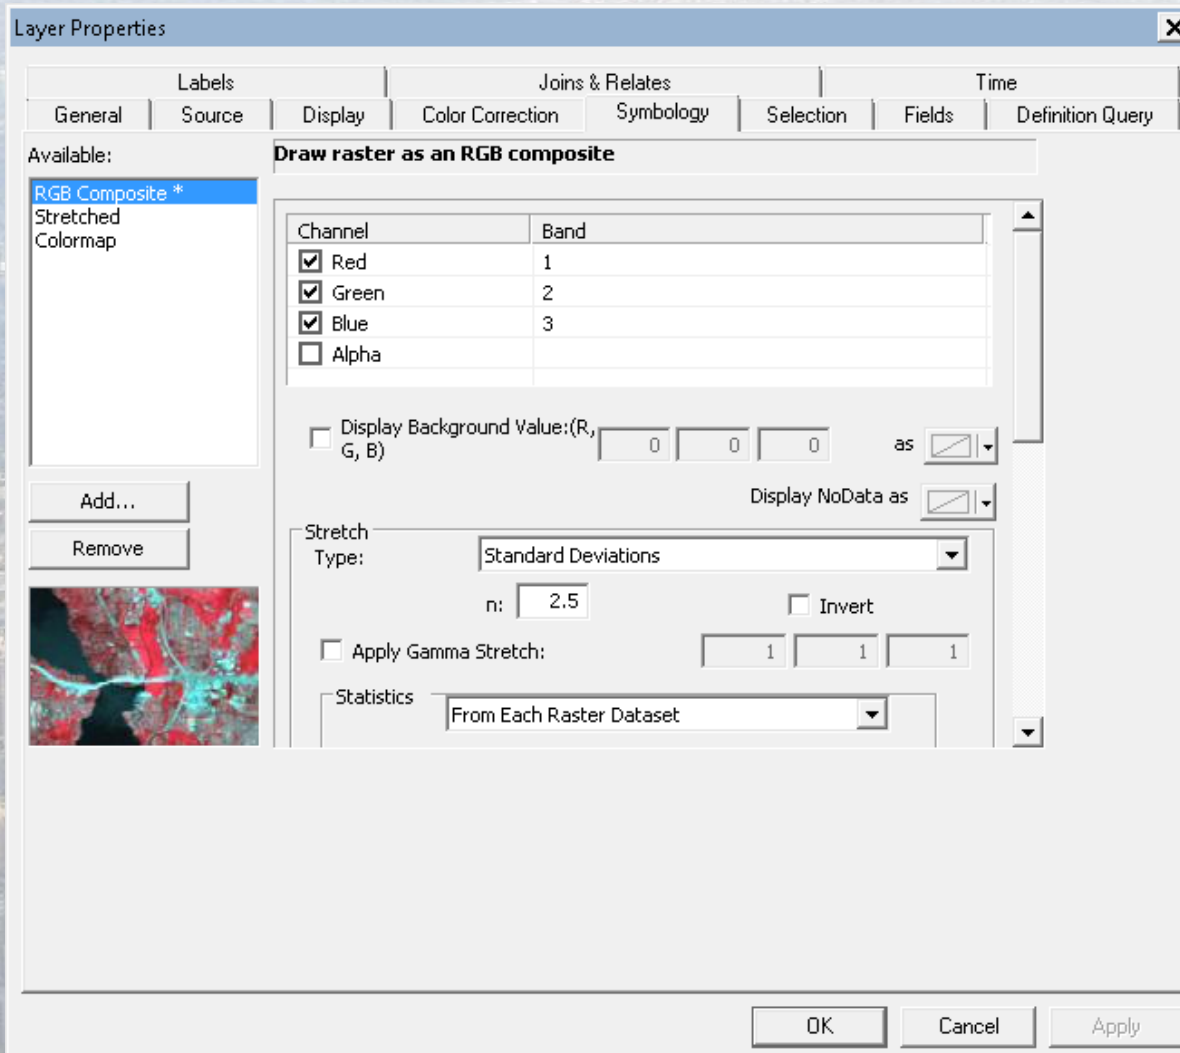 Layer Properties
Labels Joins & Relates Time
General Source Display Color Correction Symbology Selection Fields Definition Query
Available:
Draw raster as an RGB composite
RGB Composite *
Stretched
Colormap
Channel Band
Red 1
Green 2
Blue 3
Alpha
Display Background Value:(R,
G, B)
0 0 0 as
Display NoData as
Add...
Remove
Stretch
Type: Standard Deviations
n: 2.5 Invert
Apply Gamma Stretch: 1 1 1
Statistics
From Each Raster Dataset
OK Cancel Apply